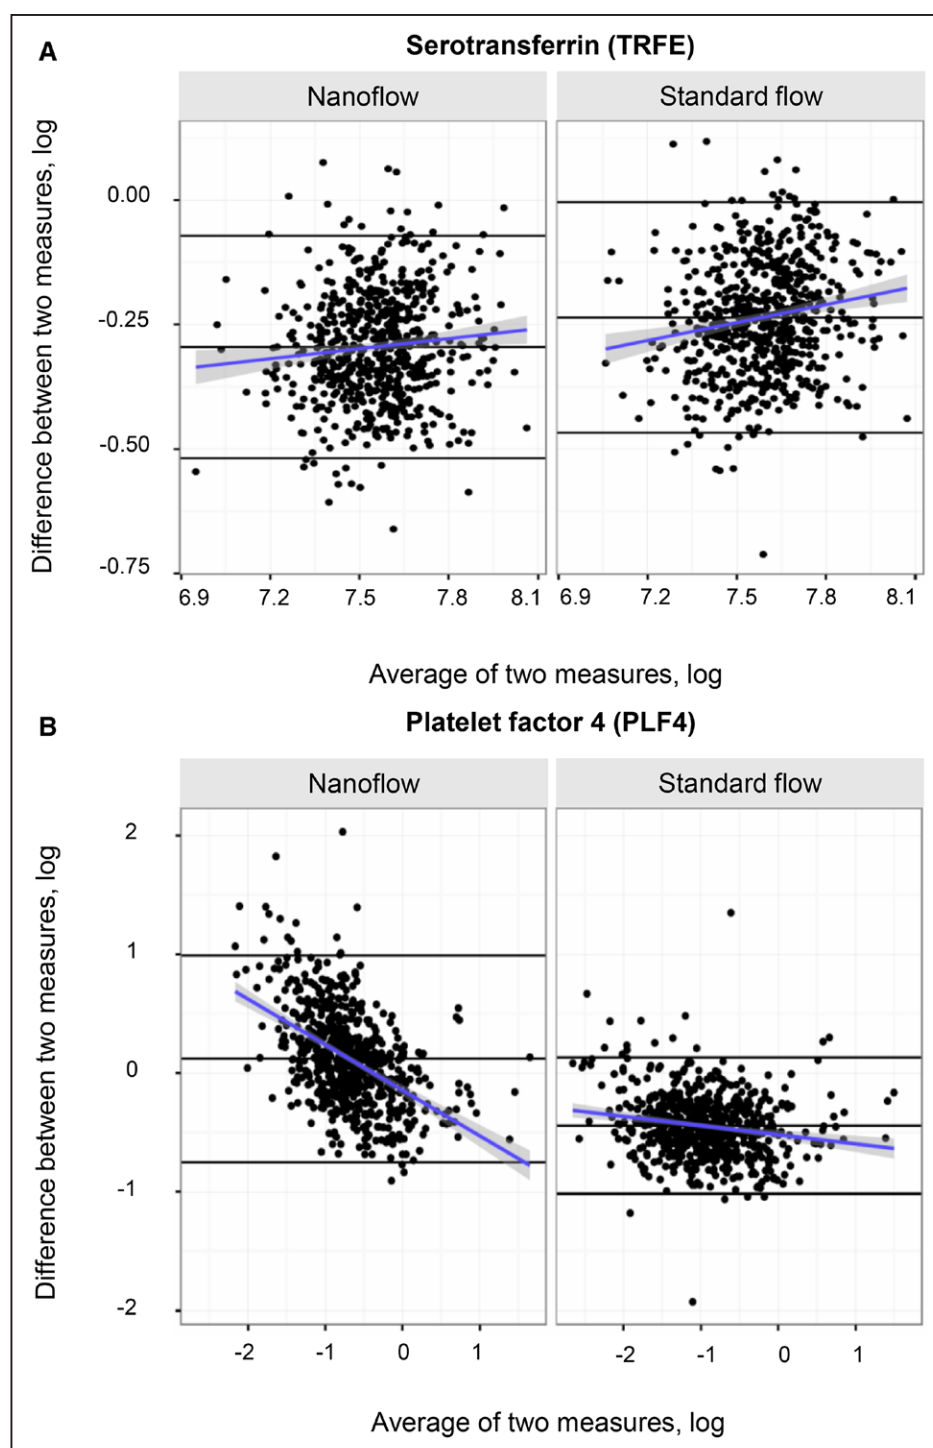 A
Serotransferrin (TRFE)
Nanoflow
Standard flow
Difference between two measures, log
0.00
-0.25
-0.50
-0.75
6.9 7.2 7.5 7.8 8.1
6.9 7.2 7.5 7.8 8.1
Average of two measures, log
B
Platelet factor 4 (PLF4)
Nanoflow
Standard flow
Difference between two measures, log
2
1
0
-1
-2
-2 -1 0 1
-2 -1 0 1
Average of two measures, log